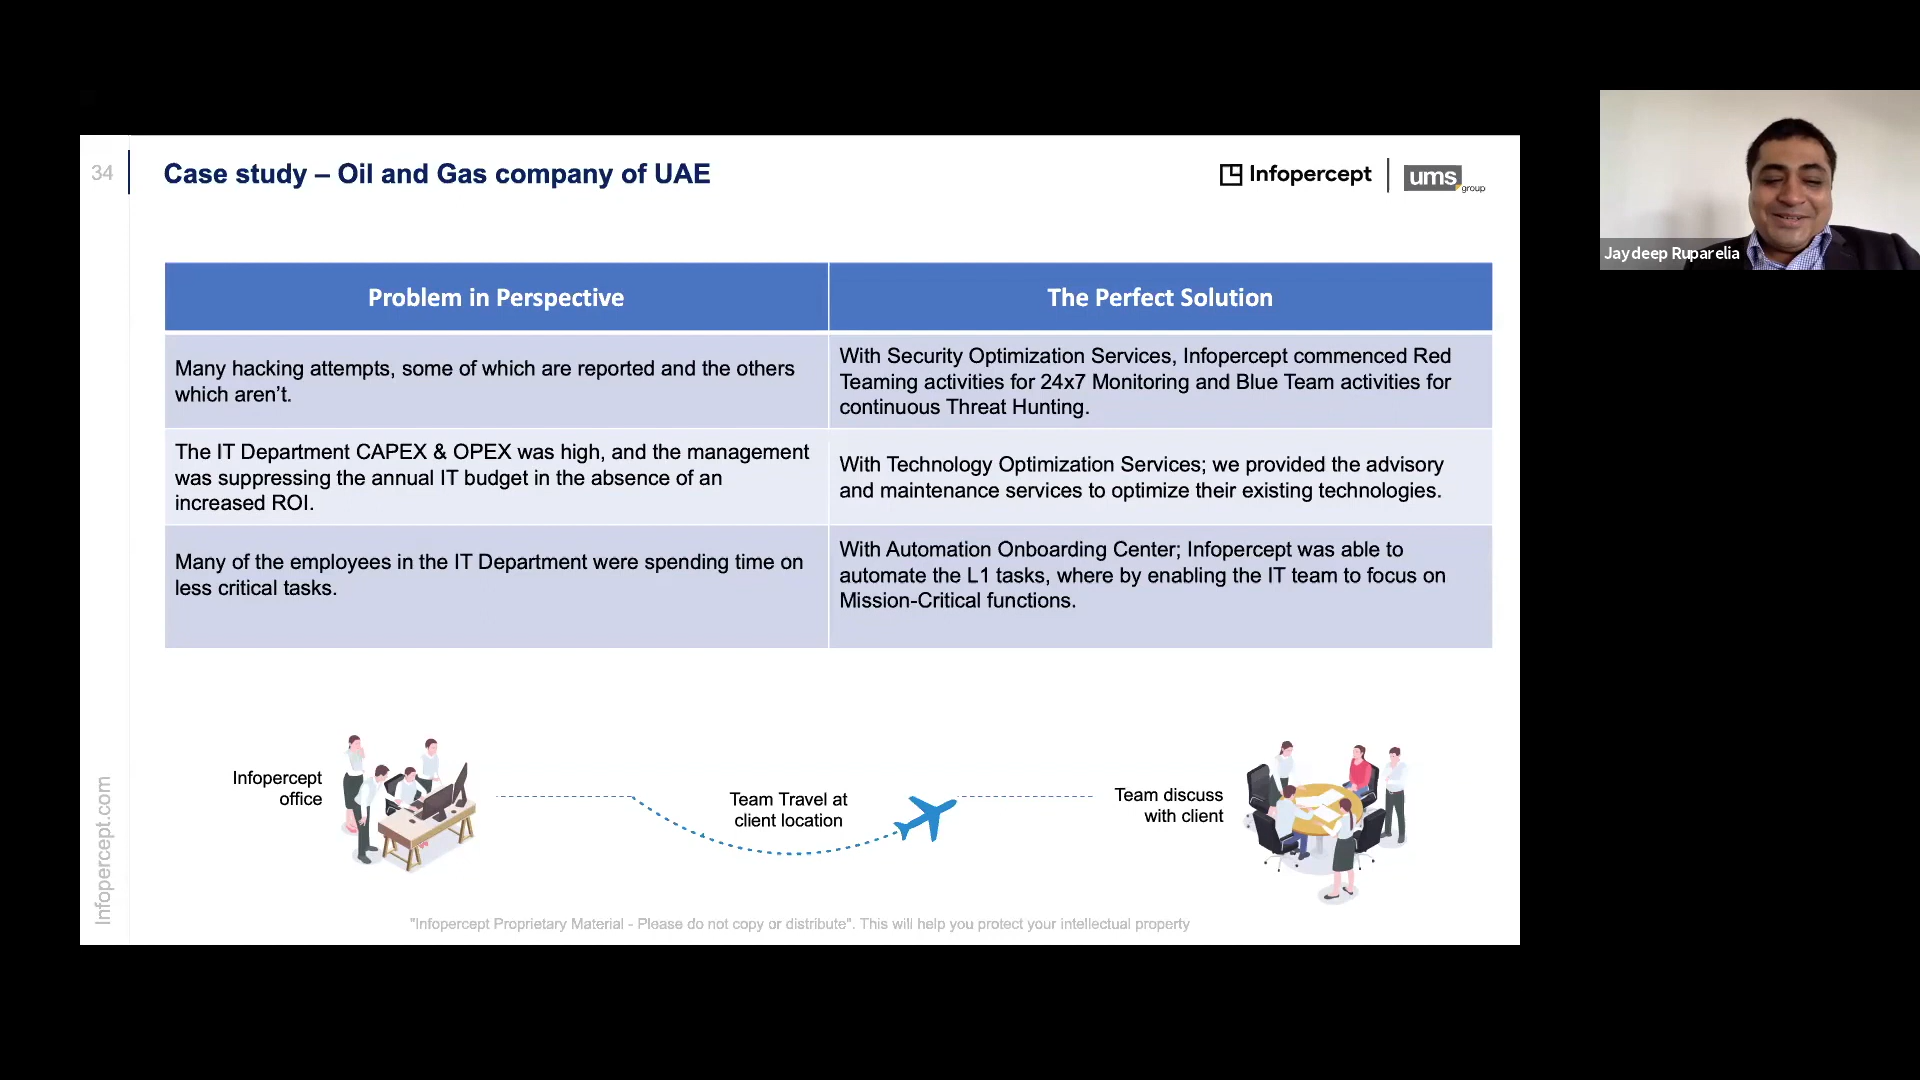 34
Case study – Oil and Gas company of UAE
Infopercept
ums
group
Jaydeep Ruparelia
Problem in Perspective
The Perfect Solution
Many hacking attempts, some of which are reported and the others
which aren’t.
With Security Optimization Services, Infopercept commenced Red
Teaming activities for 24x7 Monitoring and Blue Team activities for
continuous Threat Hunting.
The IT Department CAPEX & OPEX was high, and the management
was suppressing the annual IT budget in the absence of an
increased ROI.
With Technology Optimization Services; we provided the advisory
and maintenance services to optimize their existing technologies.
Many of the employees in the IT Department were spending time on
less critical tasks.
With Automation Onboarding Center; Infopercept was able to
automate the L1 tasks, where by enabling the IT team to focus on
Mission-Critical functions.
Infopercept
office
Team Travel at
client location
Team discuss
with client
Infopercept.com
"Infopercept Proprietary Material - Please do not copy or distribute". This will help you protect your intellectual property